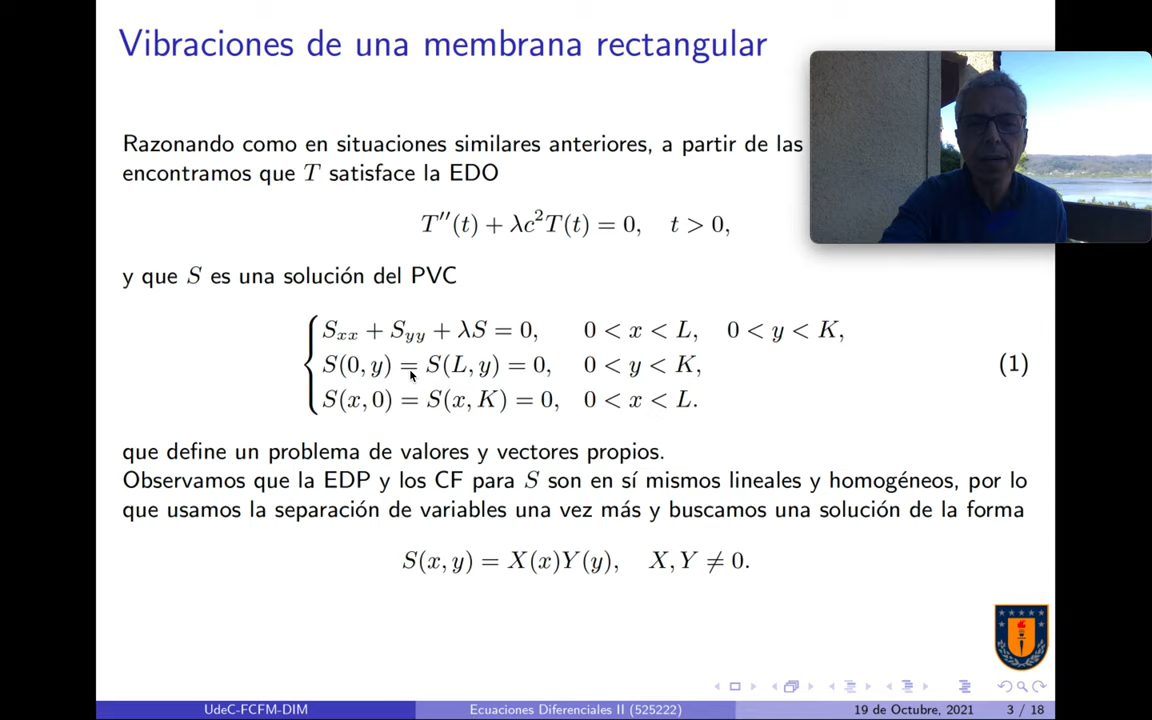 Vibraciones de una membrana rectangular
Razonando como en situaciones similares anteriores, a partir de las
encontramos que T satisface la EDO
T''(t) + λc²T(t) = 0, t > 0,
y que S es una solución del PVC
S_xx + S_yy + λS = 0, 0 < x < L, 0 < y < K,
S(0, y) = S(L, y) = 0, 0 < y < K,
(1)
S(x, 0) = S(x, K) = 0, 0 < x < L.
que define un problema de valores y vectores propios.
Observamos que la EDP y los CF para S son en sí mismos lineales y homogéneos, por lo
que usamos la separación de variables una vez más y buscamos una solución de la forma
S(x, y) = X(x)Y(y), X, Y ≠ 0.
UdeC-FCFM-DIM Ecuaciones Diferenciales II (525222) 19 de Octubre, 2021 3 / 18